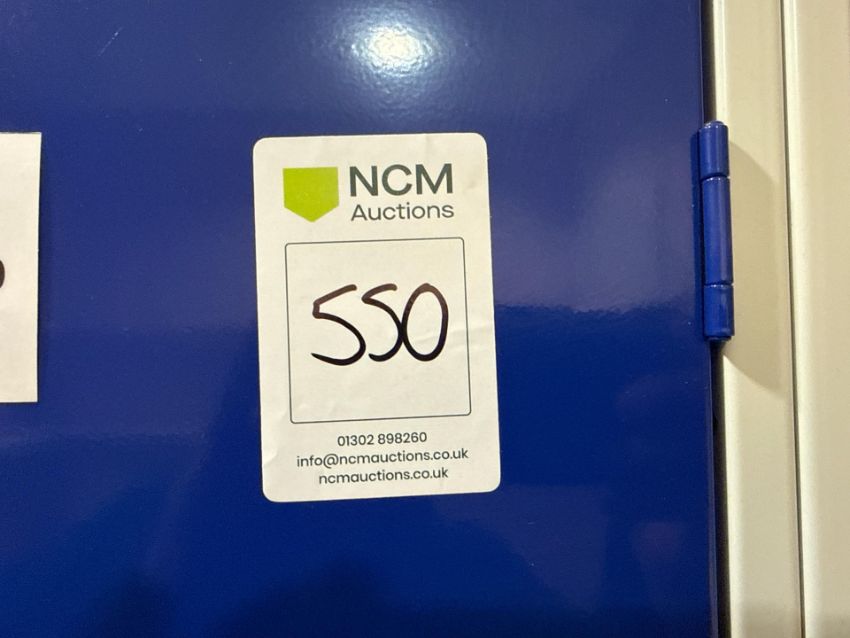 NCM
Auctions
550
01302 898260
info@ncmauctions.co.uk
ncmauctions.co.uk